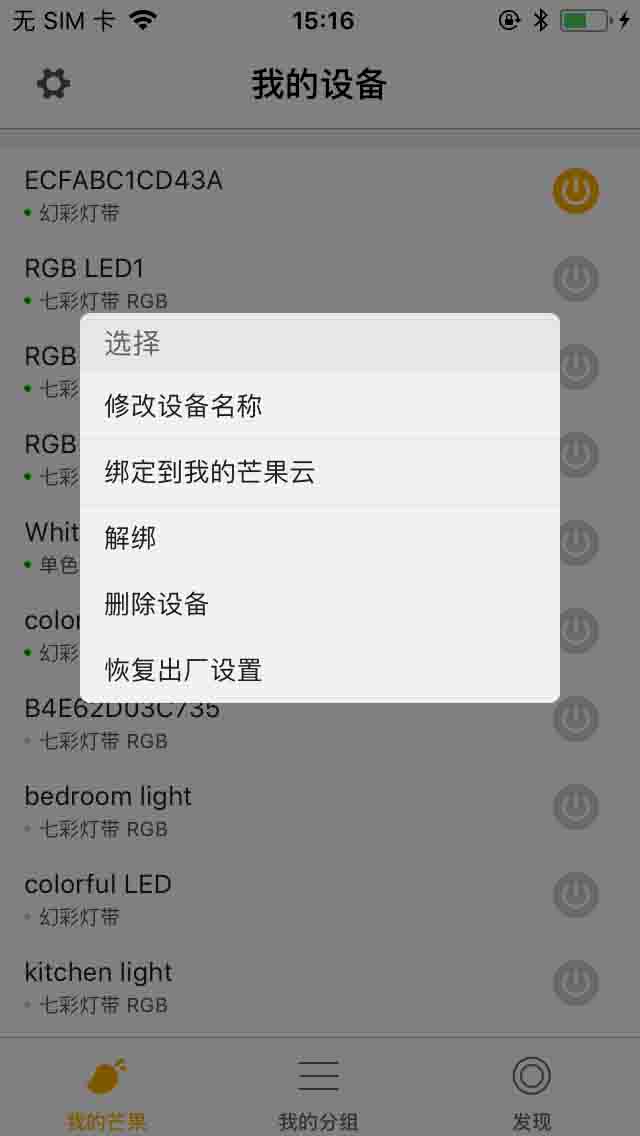 无 SIM 卡 15:16
我的设备
ECFABC1CD43A
幻彩灯带
RGB LED1
七彩灯带 RGB
RGB
七彩
RGB
七彩
Whit
单色
color
幻彩
选择
修改设备名称
绑定到我的芒果云
解绑
删除设备
恢复出厂设置
B4E62D03C735
七彩灯带 RGB
bedroom light
七彩灯带 RGB
colorful LED
幻彩灯带
kitchen light
七彩灯带 RGB
我的芒果 我的分组 发现